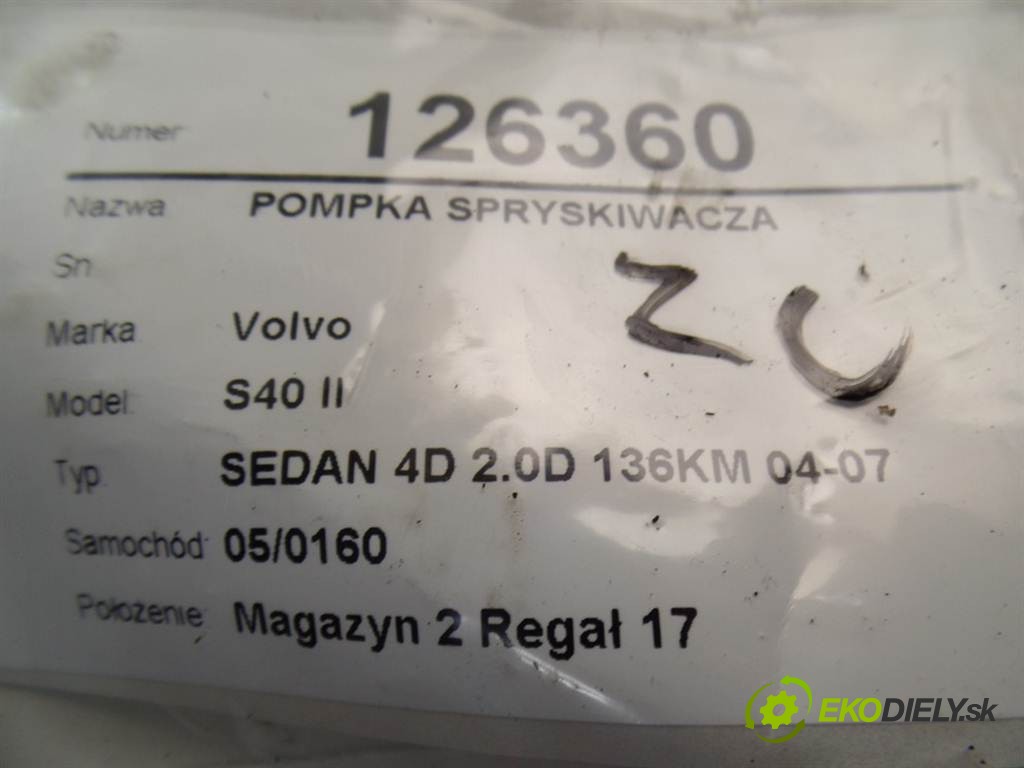 Numer 126360
Nazwa POMPKA SPRYSKIWACZA
Sn
Marka Volvo
ZC
Model: S40 II
Typ: SEDAN 4D 2.0D 136KM 04-07
Samochód: 05/0160
Położenie: Magazyn 2 Regał 17
EKODIELY.sk